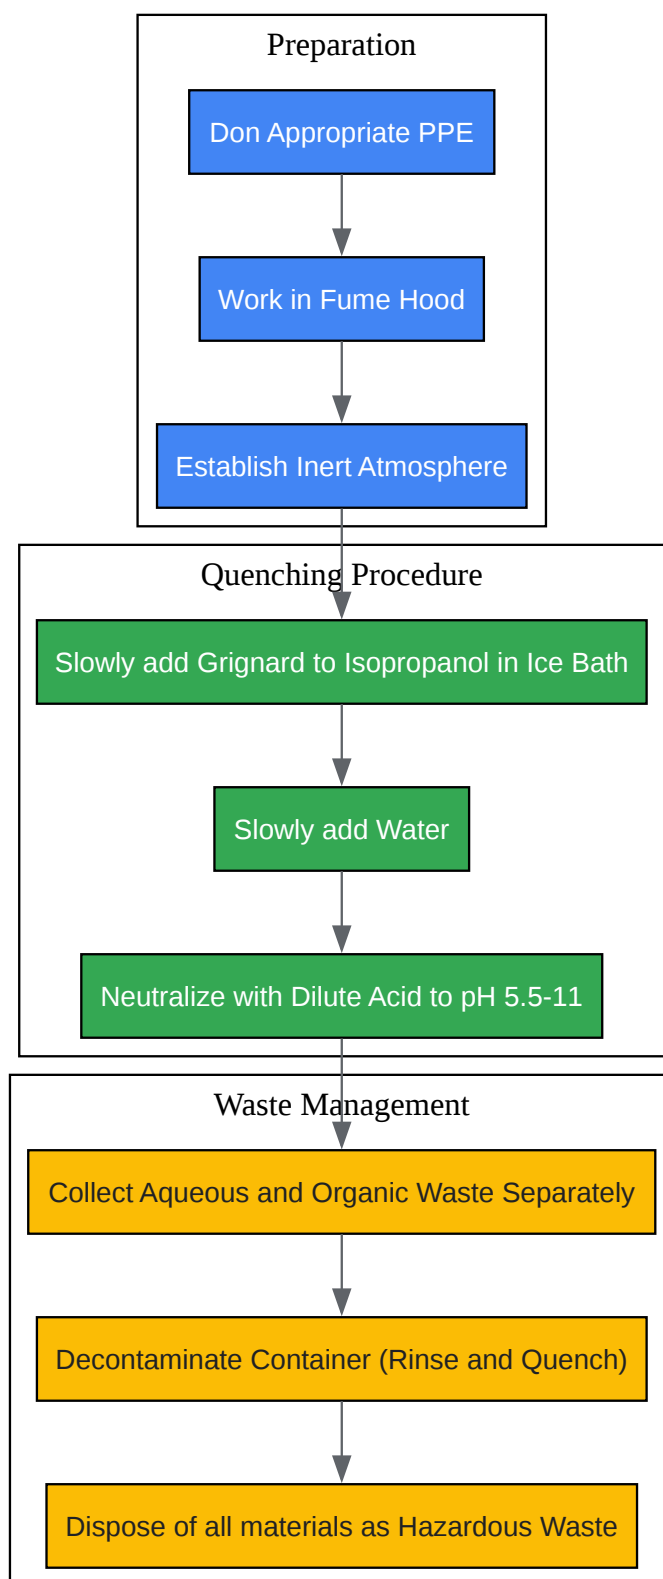 Preparation
Don Appropriate PPE
Work in Fume Hood
Establish Inert Atmosphere
Quenching Procedure
Slowly add Grignard to Isopropanol in Ice Bath
Slowly add Water
Neutralize with Dilute Acid to pH 5.5-11
Waste Management
Collect Aqueous and Organic Waste Separately
Decontaminate Container (Rinse and Quench)
Dispose of all materials as Hazardous Waste